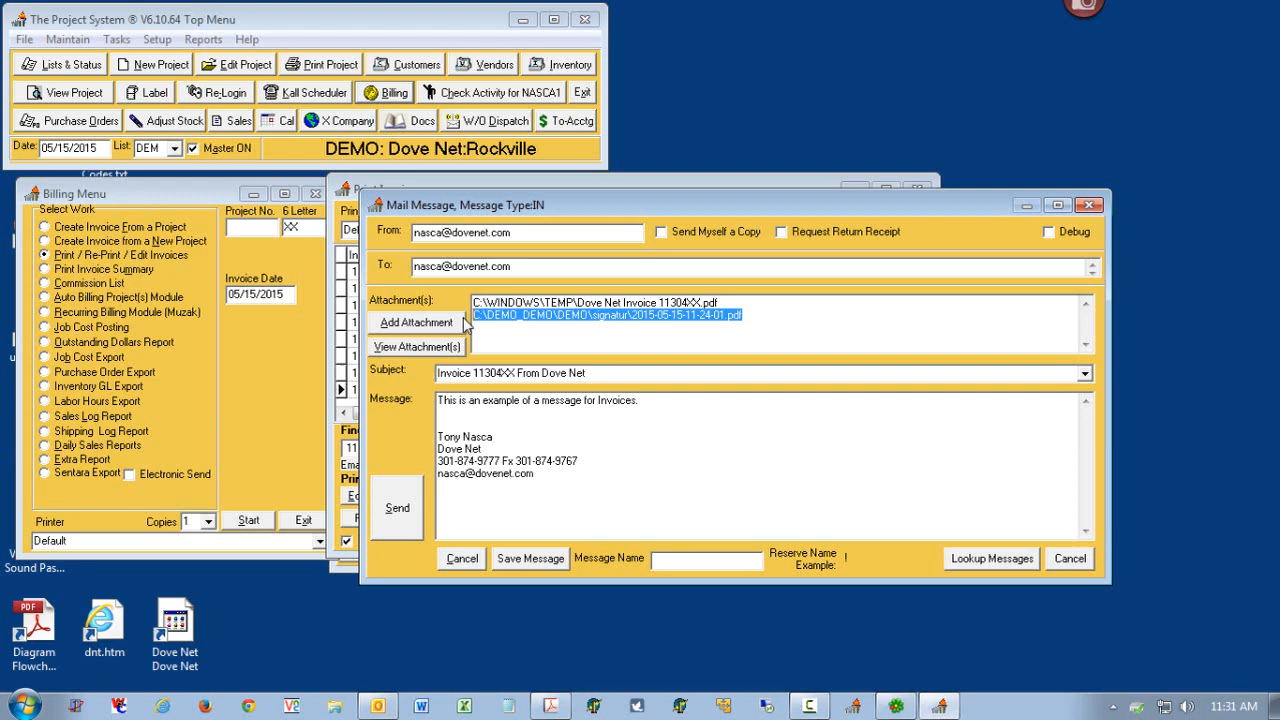 The Project System ® V6.10.64 Top Menu
File Maintain Tasks Setup Reports Help
Lists & Status New Project Edit Project Print Project Customers Vendors Inventory
View Project Label Re-Login Kall Scheduler Billing Check Activity for NASCA1 Exit
Purchase Orders Adjust Stock Sales Cal X Company Docs W/O Dispatch To-Acctg
Date: 05/15/2015 List: DEM Master ON DEMO: Dove Net:Rockville
Codes.txt
Billing Menu
Select Work
Create Invoice From a Project
Create Invoice from a New Project
Print / Re-Print / Edit Invoices
Print Invoice Summary
Commission List
Auto Billing Project(s) Module
Recurring Billing Module (Muzak)
Job Cost Posting
Outstanding Dollars Report
Job Cost Export
Purchase Order Export
Inventory GL Export
Labor Hours Export
Sales Log Report
Shipping Log Report
Daily Sales Reports
Extra Report
Sentara Export Electronic Send
Project No. 6 Letter
XX
Invoice Date
05/15/2015
Printer Copies 1 Start Exit
Default
Mail Message, Message Type:IN
From: nasca@dovenet.com Send Myself a Copy Request Return Receipt Debug
To: nasca@dovenet.com
Attachment(s): C:\WINDOWS\TEMP\Dove Net Invoice 11304XX.pdf
C:\DEMO_DEMO\DEMO\signatur\2015-05-15-11-24-01.pdf
Add Attachment
View Attachment(s)
Subject: Invoice 11304XX From Dove Net
Message: This is an example of a message for Invoices.
Tony Nasca
Dove Net
301-874-9777 Fx 301-874-9767
nasca@dovenet.com
Send
Cancel Save Message Message Name Reserve Name
Example: ! Lookup Messages Cancel
Sound Pas...
PDF
Diagram
Flowch...
dnt.htm
Dove Net
Dove Net
11:31 AM